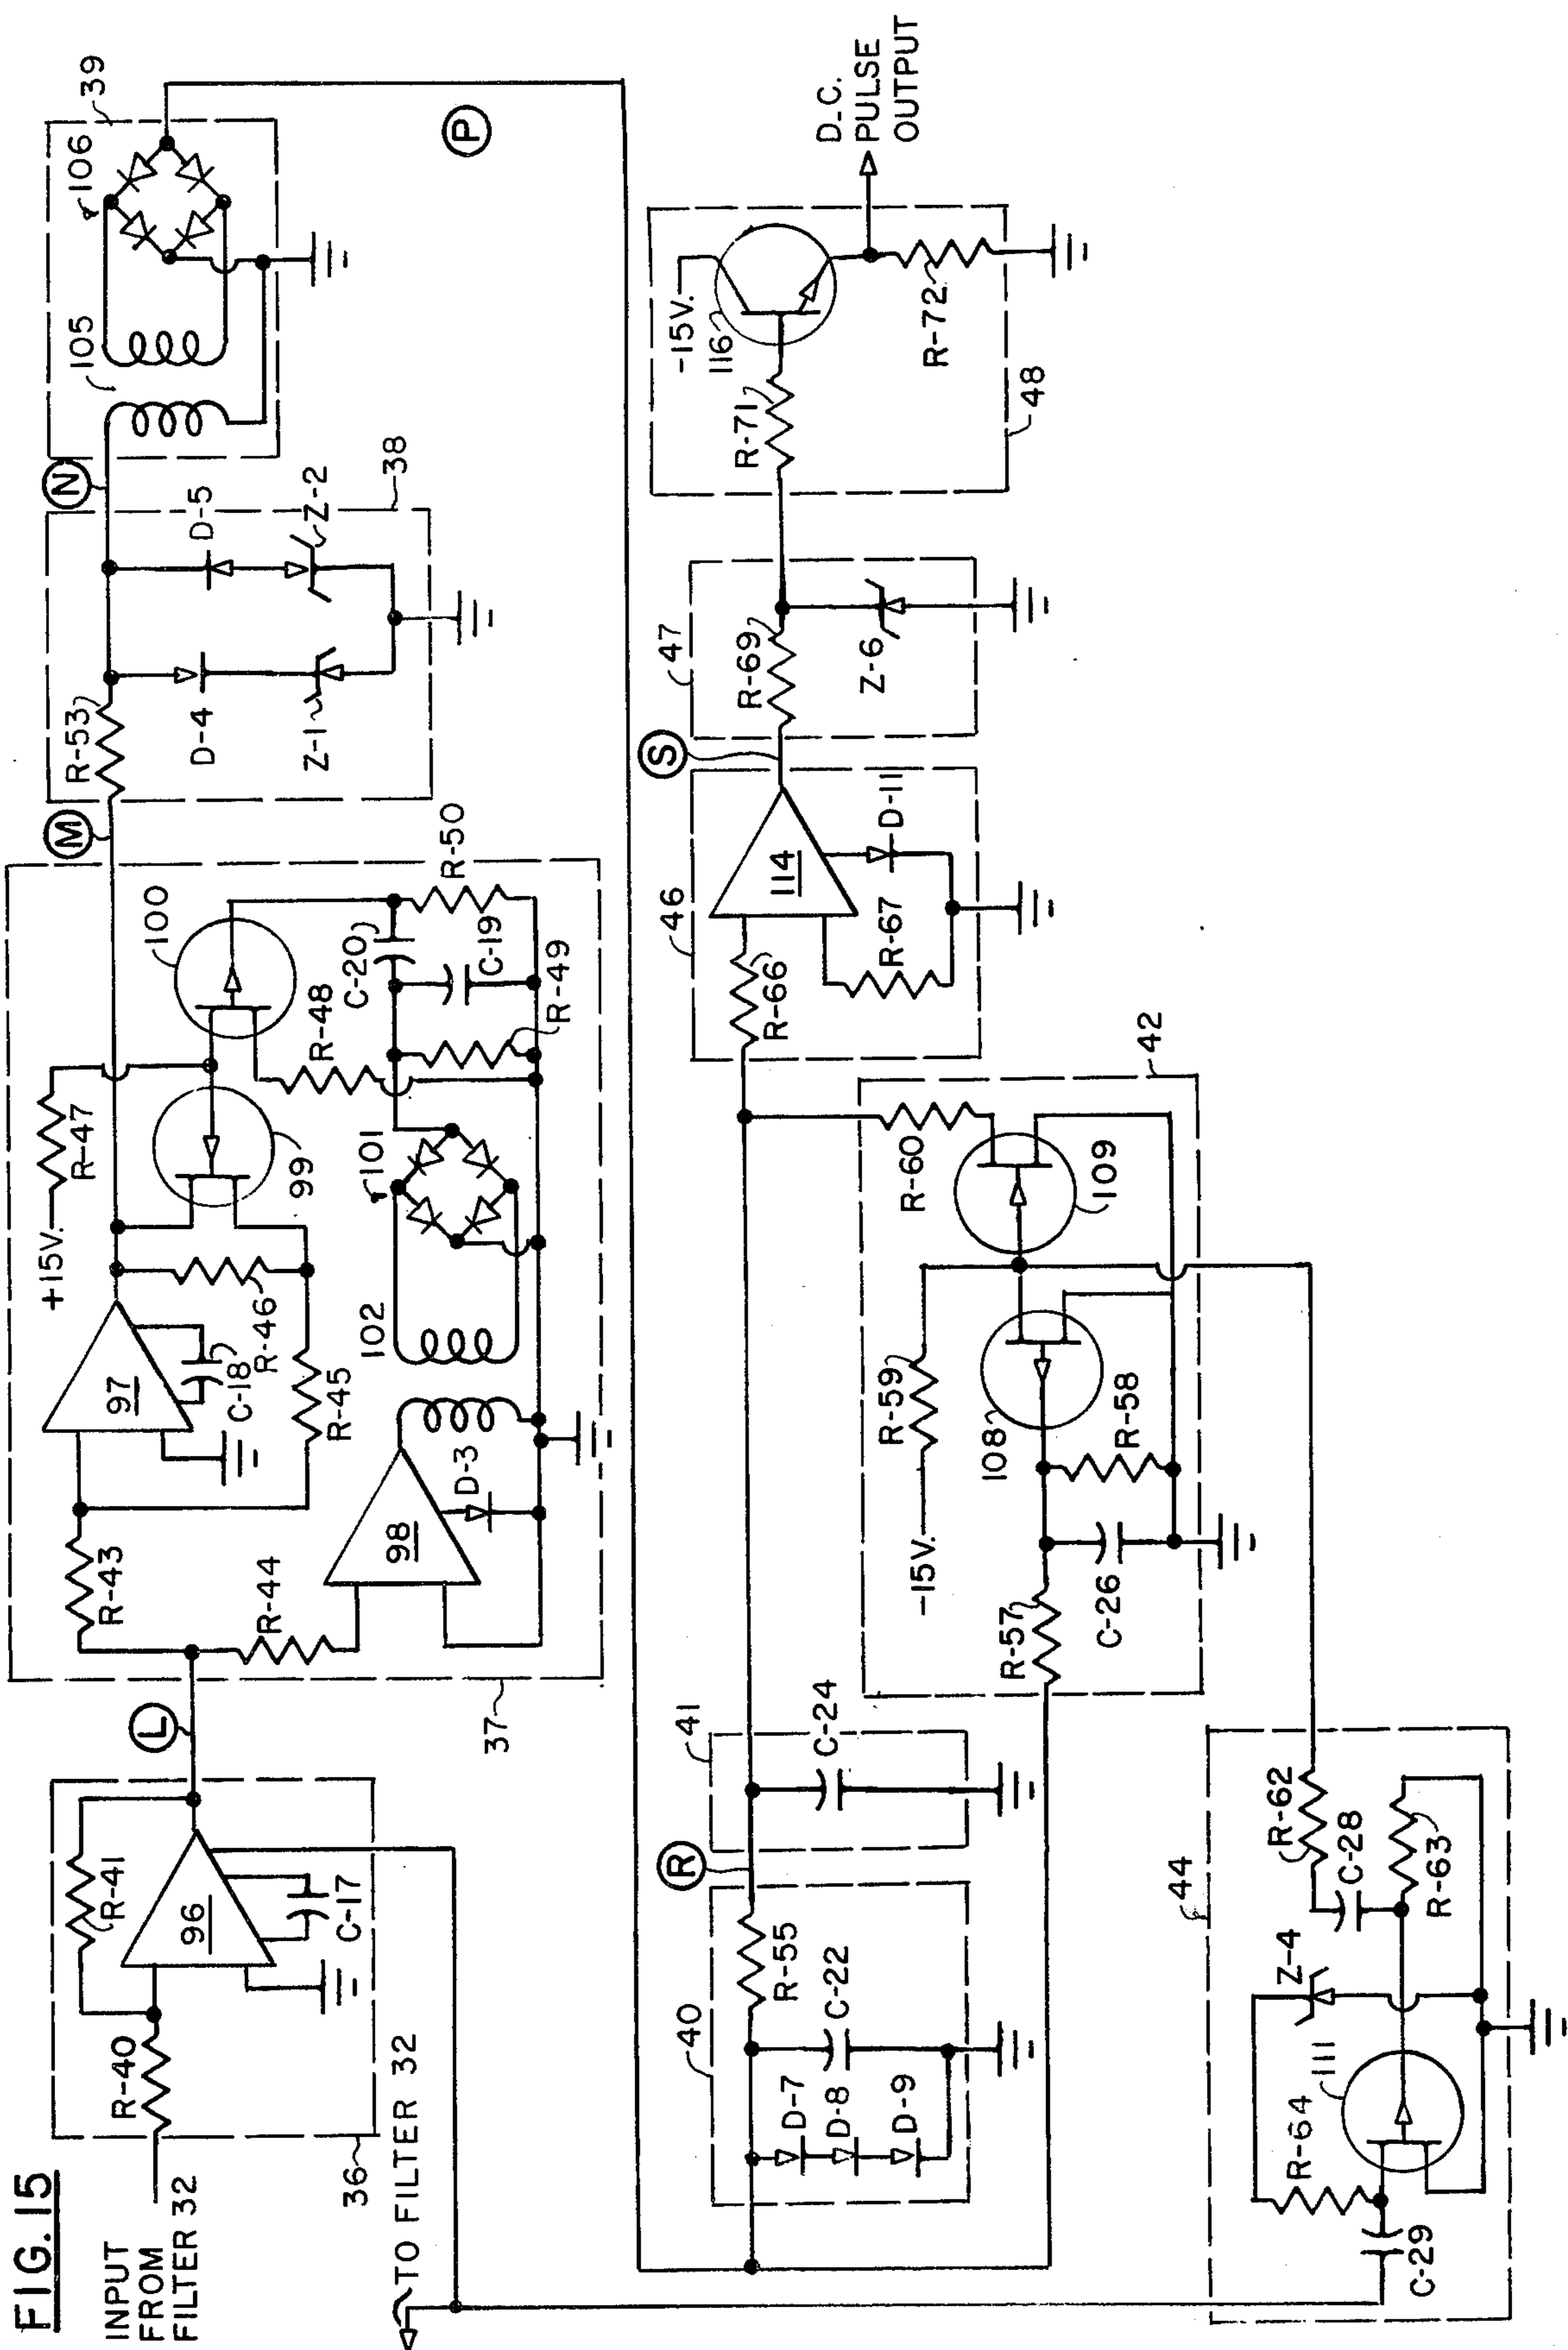 FIG. 15
INPUT
FROM
FILTER 32
R-40
R-41
96
C-17
36
TO FILTER 32
L
37
R-43
R-44
97
C-18
R-46
R-45
+15V.
R-47
99
100
R-48
98
D-3
102
101
C-20
C-19
R-49
R-50
M
R-53
D-4
Z-1
D-5
Z-2
38
N
105
106
39
P
40
D-7
D-8
D-9
C-22
R-55
R
41
C-24
R-57
C-26
-15V.
R-59
108
R-58
R-60
109
42
46
R-66
114
R-67
D-11
S
47
R-69
Z-6
R-71
-15V.
116
R-72
48
D.C.
PULSE
OUTPUT
44
C-29
R-64
111
Z-4
C-28
R-62
R-63